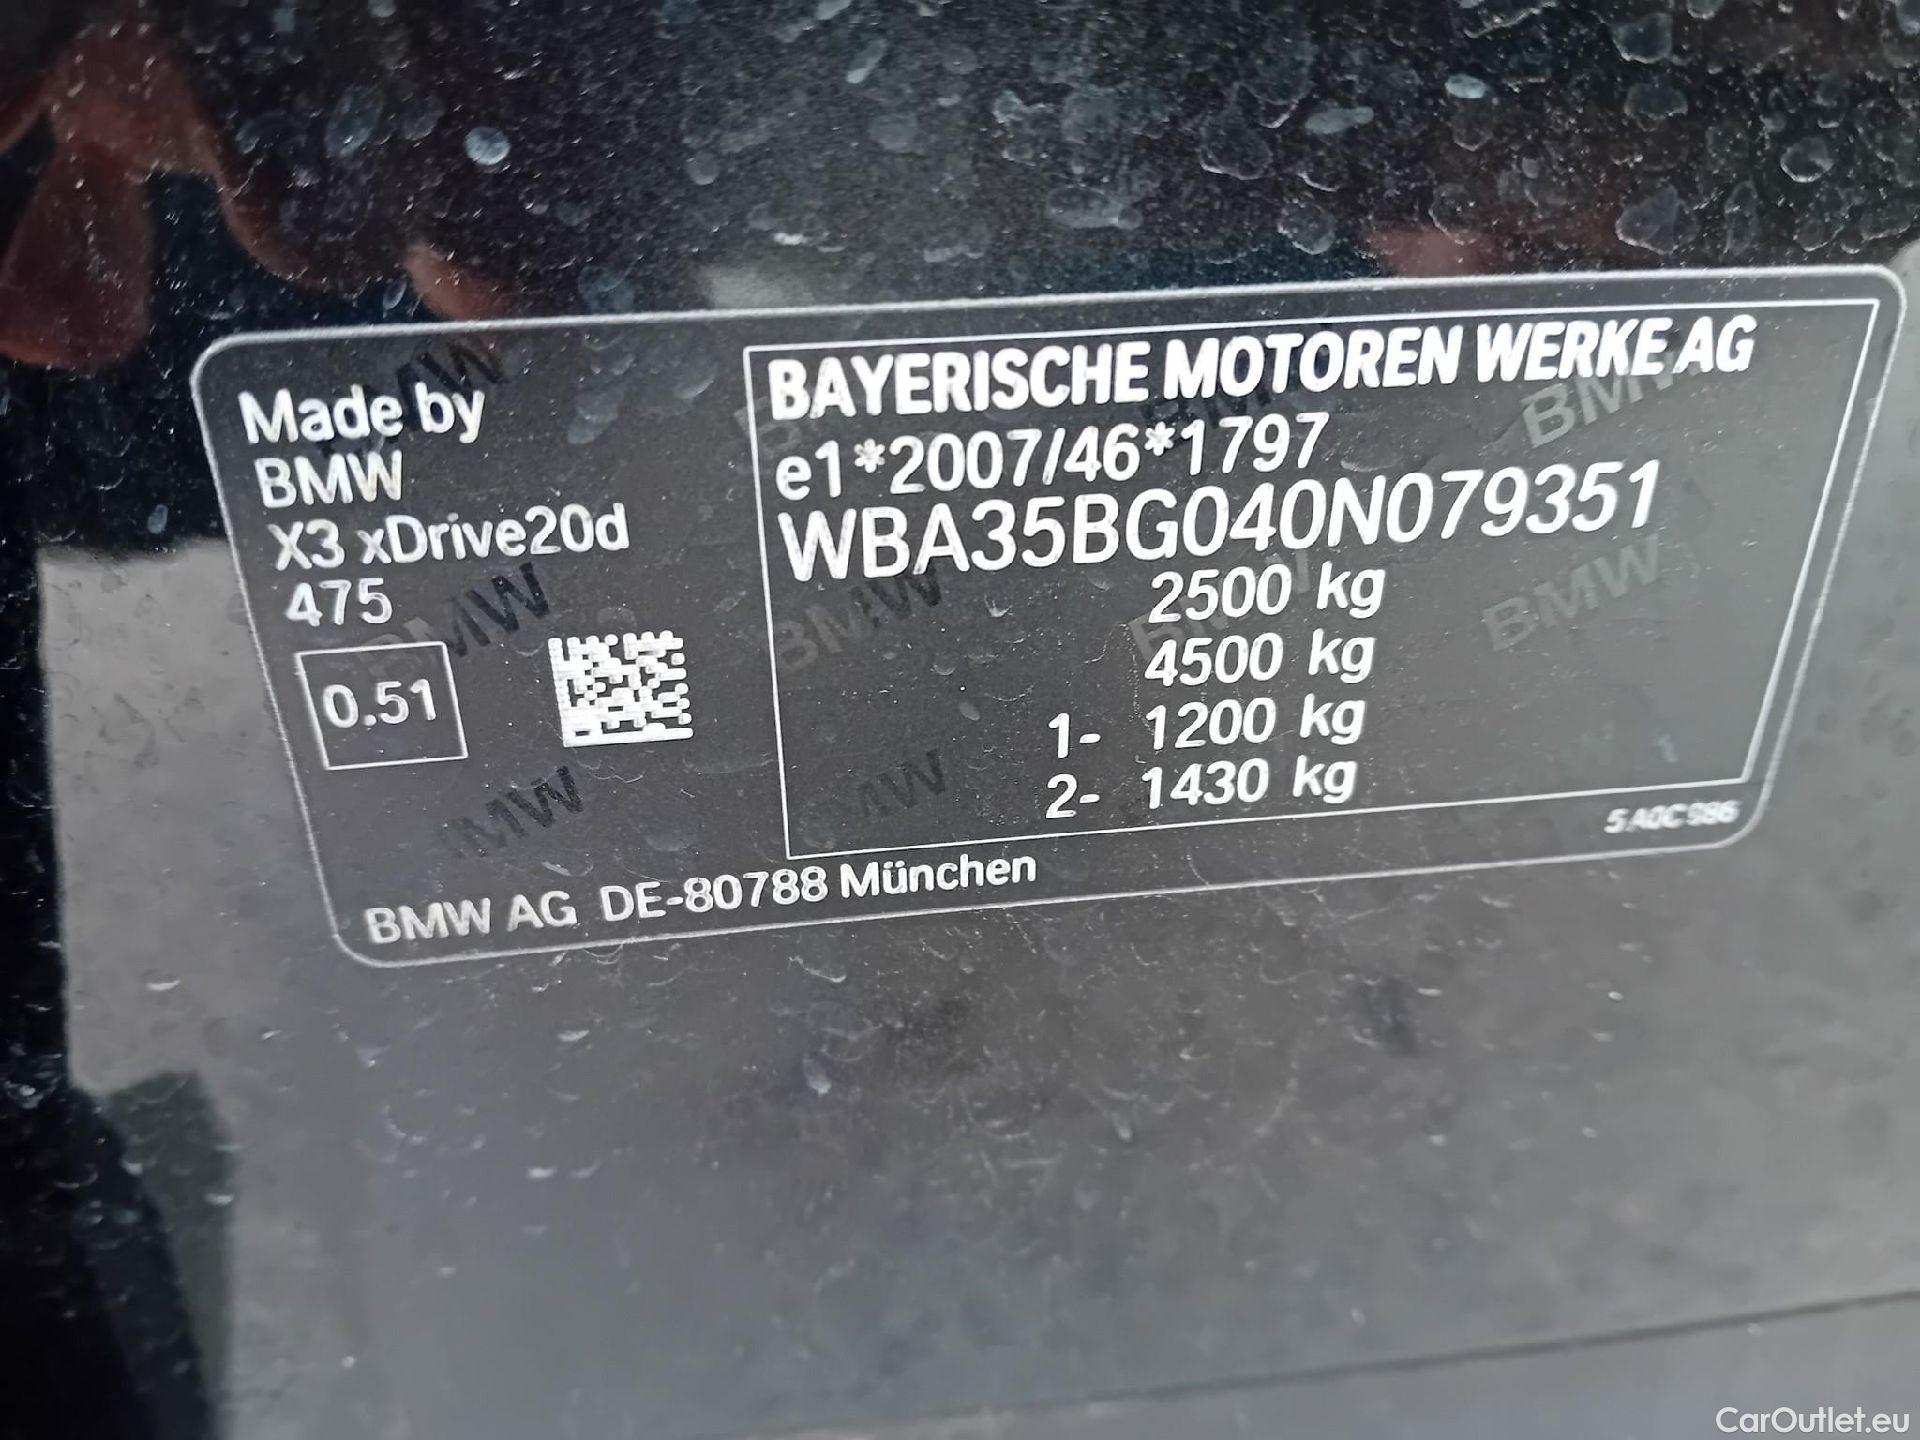 Made by
BMW
X3 xDrive20d
475
0.51
BAYERISCHE MOTOREN WERKE AG
e1*2007/46*1797
WBA35BG040N079351
2500 kg
4500 kg
1- 1200 kg
2- 1430 kg
5A0C986
BMW AG DE-80788 München
CarOutlet.eu